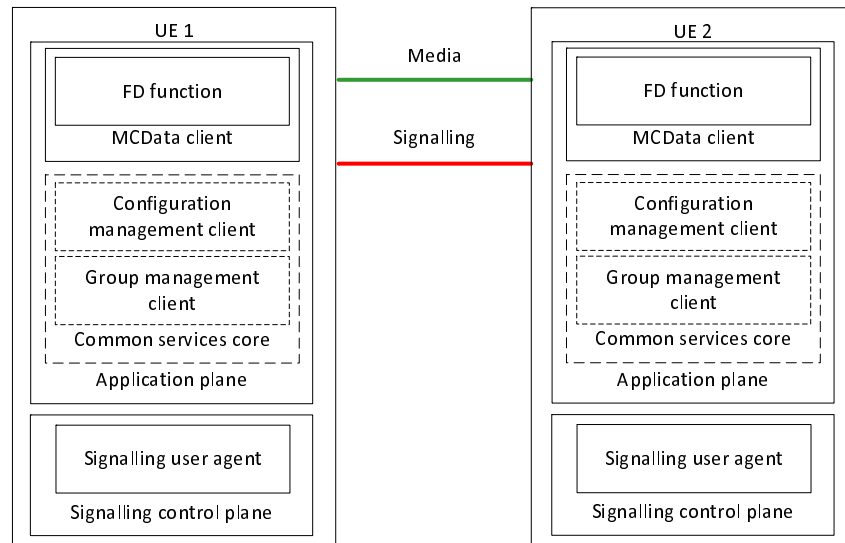 UE 1
FD function
MCData client
Configuration
management client
Group management
client
Common services core
Application plane
Signalling user agent
Signalling control plane
Media
Signalling
UE 2
FD function
MCData client
Configuration
management client
Group management
client
Common services core
Application plane
Signalling user agent
Signalling control plane